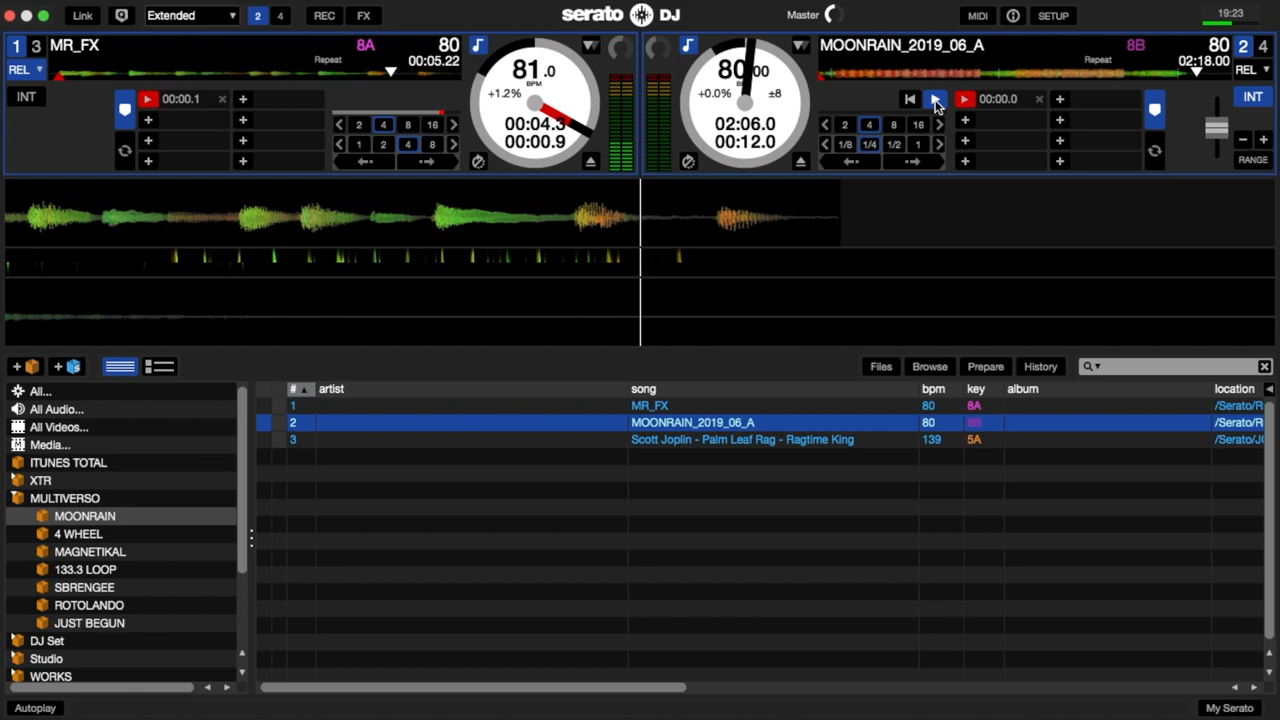 Link Extended 2 4 REC FX serato DJ Master MIDI SETUP 19:23
1 3 MR_FX 8A 80
Repeat 00:05.22
REL
INT
00:00.1
2 4 8 16
1 2 4 8
81.0
BPM
+1.2%
00:04.3
00:00.9
80.00
BPM
+0.0% ±8
02:06.0
00:12.0
MOONRAIN_2019_06_A 8B 80 2 4
Repeat 02:18.00 REL
00:00.0 INT
2 4 8 16
1/8 1/4 1/2 1
RANGE
Files Browse Prepare History
# artist song bpm key album location
1 MR_FX 80 8A /Serato/R
2 MOONRAIN_2019_06_A 80 8B /Serato/R
3 Scott Joplin - Palm Leaf Rag - Ragtime King 139 5A /Serato/JO
All...
All Audio...
All Videos...
Media...
ITUNES TOTAL
XTR
MULTIVERSO
MOONRAIN
4 WHEEL
MAGNETIKAL
133.3 LOOP
SBRENGEE
ROTOLANDO
JUST BEGUN
DJ Set
Studio
WORKS
Autoplay My Serato